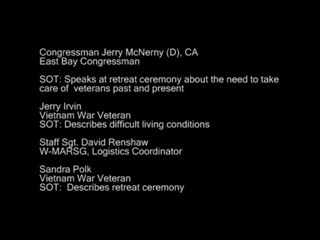 Congressman Jerry McNerny (D), CA
East Bay Congressman
SOT: Speaks at retreat ceremony about the need to take
care of veterans past and present
Jerry Irvin
Vietnam War Veteran
SOT: Describes difficult living conditions
Staff Sgt. David Renshaw
W-MARSG, Logistics Coordinator
Sandra Polk
Vietnam War Veteran
SOT: Describes retreat ceremony